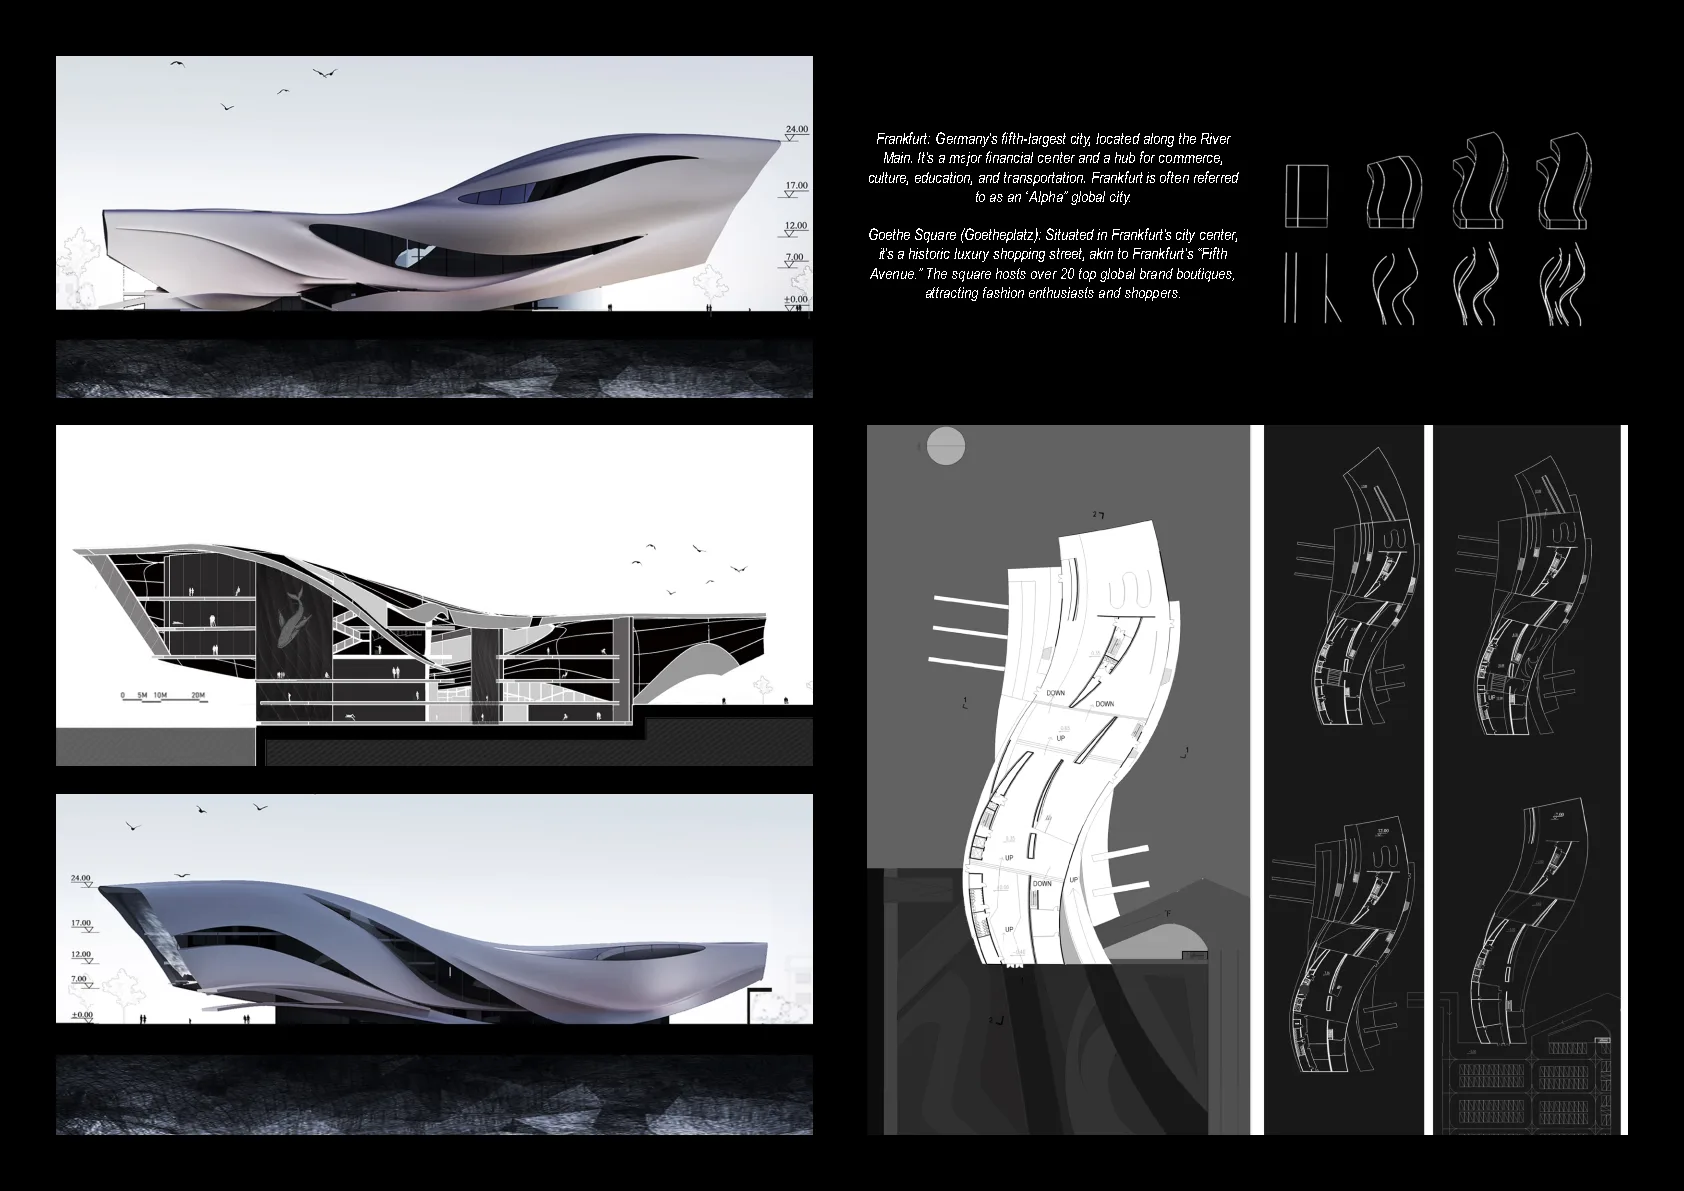 24.00
17.00
12.00
7.00
±0.00
Frankfurt: Germany's fifth-largest city, located along the River
Main. It's a major financial center and a hub for commerce,
culture, education, and transportation. Frankfurt is often referred
to as an “Alpha” global city.
Goethe Square (Goetheplatz): Situated in Frankfurt's city center,
it's a historic luxury shopping street, akin to Frankfurt's “Fifth
Avenue.” The square hosts over 20 top global brand boutiques,
attracting fashion enthusiasts and shoppers.
0 5M 10M 20M
24.00
17.00
12.00
7.00
±0.00
2
1
DOWN
DOWN
UP
1
UP
DOWN
UP
UP
F
2
UP